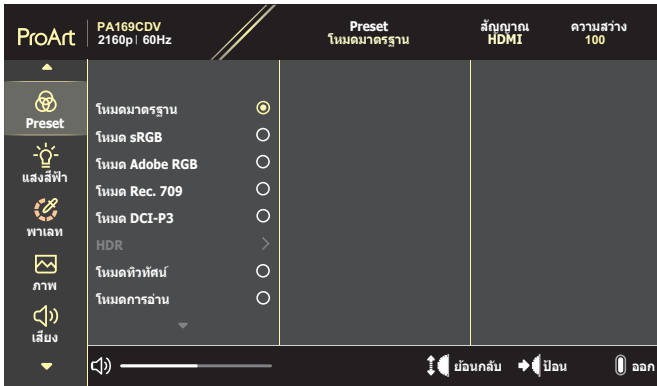 ProArt
PA169CDV
2160p | 60Hz
Preset
โหมดมาตรฐาน
สัญญาณ
HDMI
ความสว่าง
100
Preset
แสงสีฟ้า
พาเลท
ภาพ
เสียง
โหมดมาตรฐาน
โหมด sRGB
โหมด Adobe RGB
โหมด Rec. 709
โหมด DCI-P3
HDR
โหมดทิวทัศน์
โหมดการอ่าน
ย้อนกลับ
ป้อน
ออก